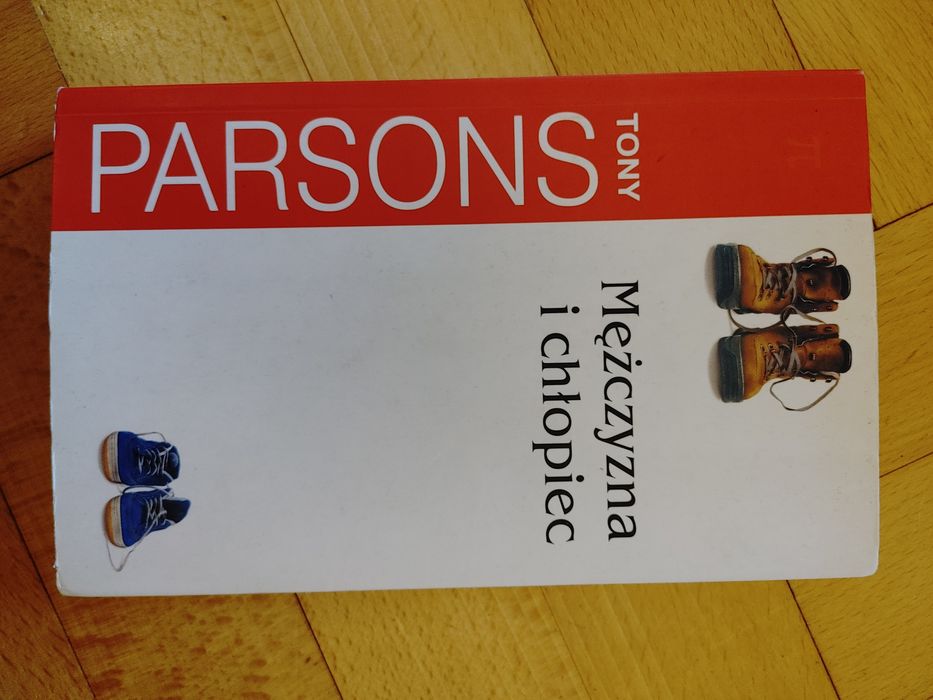 TONY
PARSONS
Mężczyzna
i chłopiec